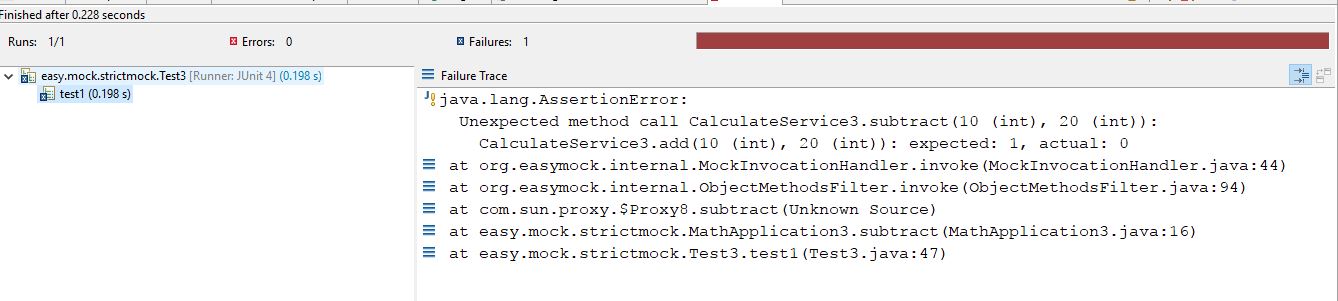 Finished after 0.228 seconds
Runs: 1/1 Errors: 0 Failures: 1
easy.mock.strictmock.Test3 [Runner: JUnit 4] (0.198 s)
test1 (0.198 s)
Failure Trace
java.lang.AssertionError:
Unexpected method call CalculateService3.subtract(10 (int), 20 (int)):
CalculateService3.add(10 (int), 20 (int)): expected: 1, actual: 0
at org.easymock.internal.MockInvocationHandler.invoke(MockInvocationHandler.java:44)
at org.easymock.internal.ObjectMethodsFilter.invoke(ObjectMethodsFilter.java:94)
at com.sun.proxy.$Proxy8.subtract(Unknown Source)
at easy.mock.strictmock.MathApplication3.subtract(MathApplication3.java:16)
at easy.mock.strictmock.Test3.test1(Test3.java:47)